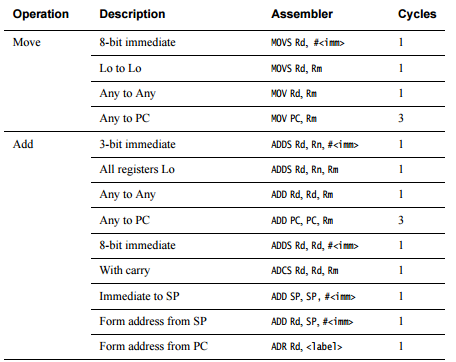 Operation Description Assembler Cycles
Move 8-bit immediate MOVS Rd, #<imm> 1
Lo to Lo MOVS Rd, Rm 1
Any to Any MOV Rd, Rm 1
Any to PC MOV PC, Rm 3
Add 3-bit immediate ADDS Rd, Rn, #<imm> 1
All registers Lo ADDS Rd, Rn, Rm 1
Any to Any ADD Rd, Rd, Rm 1
Any to PC ADD PC, PC, Rm 3
8-bit immediate ADDS Rd, Rd, #<imm> 1
With carry ADCS Rd, Rd, Rm 1
Immediate to SP ADD SP, SP, #<imm> 1
Form address from SP ADD Rd, SP, #<imm> 1
Form address from PC ADR Rd, <label> 1